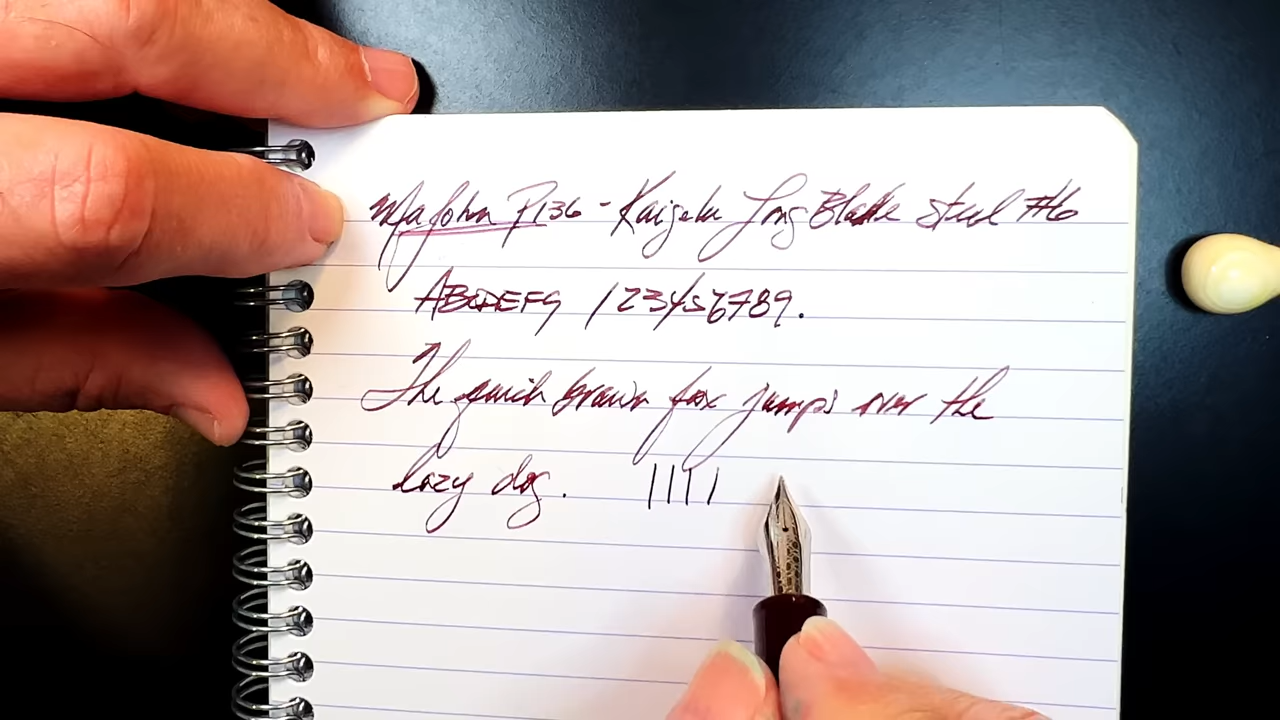 Majohn P136 - Kaigelu Long Blade Steel #6
ABCDEFG 123456789.
The quick brown fox jumps over the
lazy dog. ||||